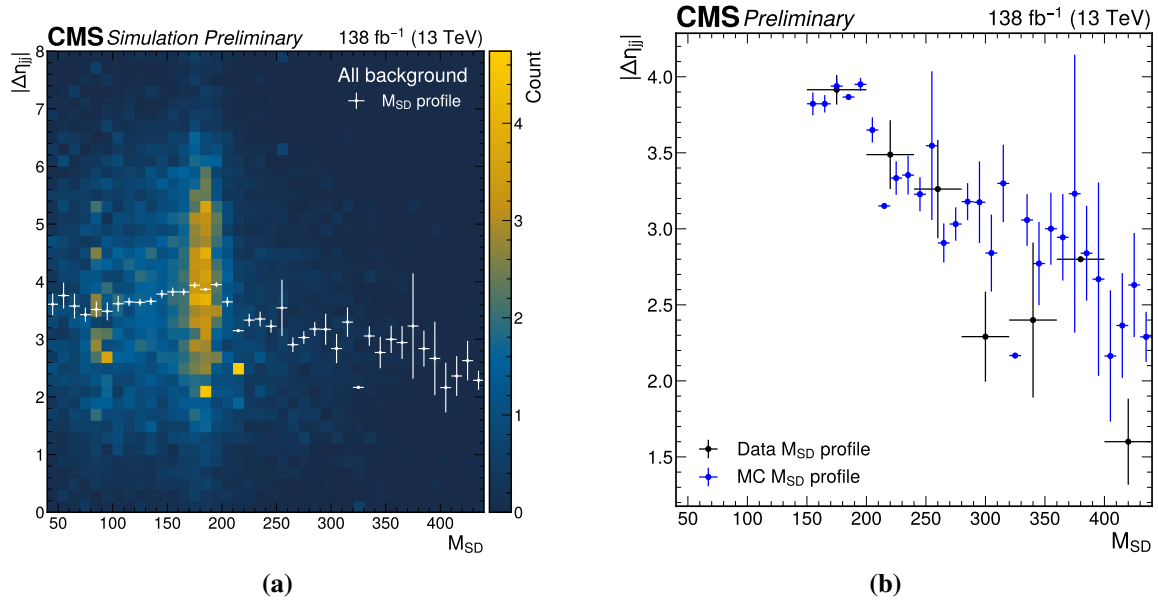 CMS Simulation Preliminary 138 fb⁻¹ (13 TeV)
|Δη_jj|
8
7
6
5
4
3
2
1
0
All background
M_SD profile
50 100 150 200 250 300 350 400
M_SD
Count
4
3
2
1
0
(a)
CMS Preliminary 138 fb⁻¹ (13 TeV)
|Δη_jj|
4.0
3.5
3.0
2.5
2.0
1.5
Data M_SD profile
MC M_SD profile
50 100 150 200 250 300 350 400
M_SD
(b)